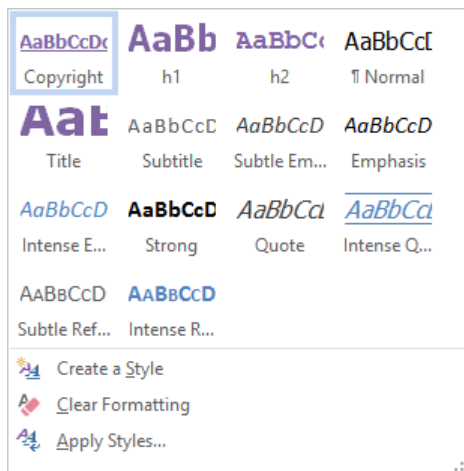 AaBbCcDc AaBb AaBbCc AaBbCcD
Copyright h1 h2 ¶ Normal
Aab AaBbCcD AaBbCcD AaBbCcD
Title Subtitle Subtle Em... Emphasis
AaBbCcD AaBbCcD AaBbCcD AaBbCcD
Intense E... Strong Quote Intense Q...
AaBbCcD AaBbCcD
Subtle Ref... Intense R...
Create a Style
Clear Formatting
Apply Styles...